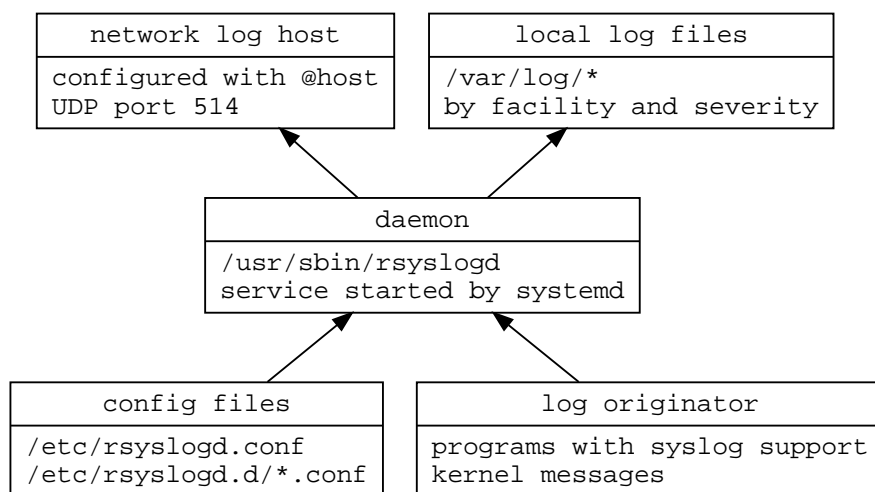 network log host
configured with @host
UDP port 514
local log files
/var/log/*
by facility and severity
daemon
/usr/sbin/rsyslogd
service started by systemd
config files
/etc/rsyslogd.conf
/etc/rsyslogd.d/*.conf
log originator
programs with syslog support
kernel messages